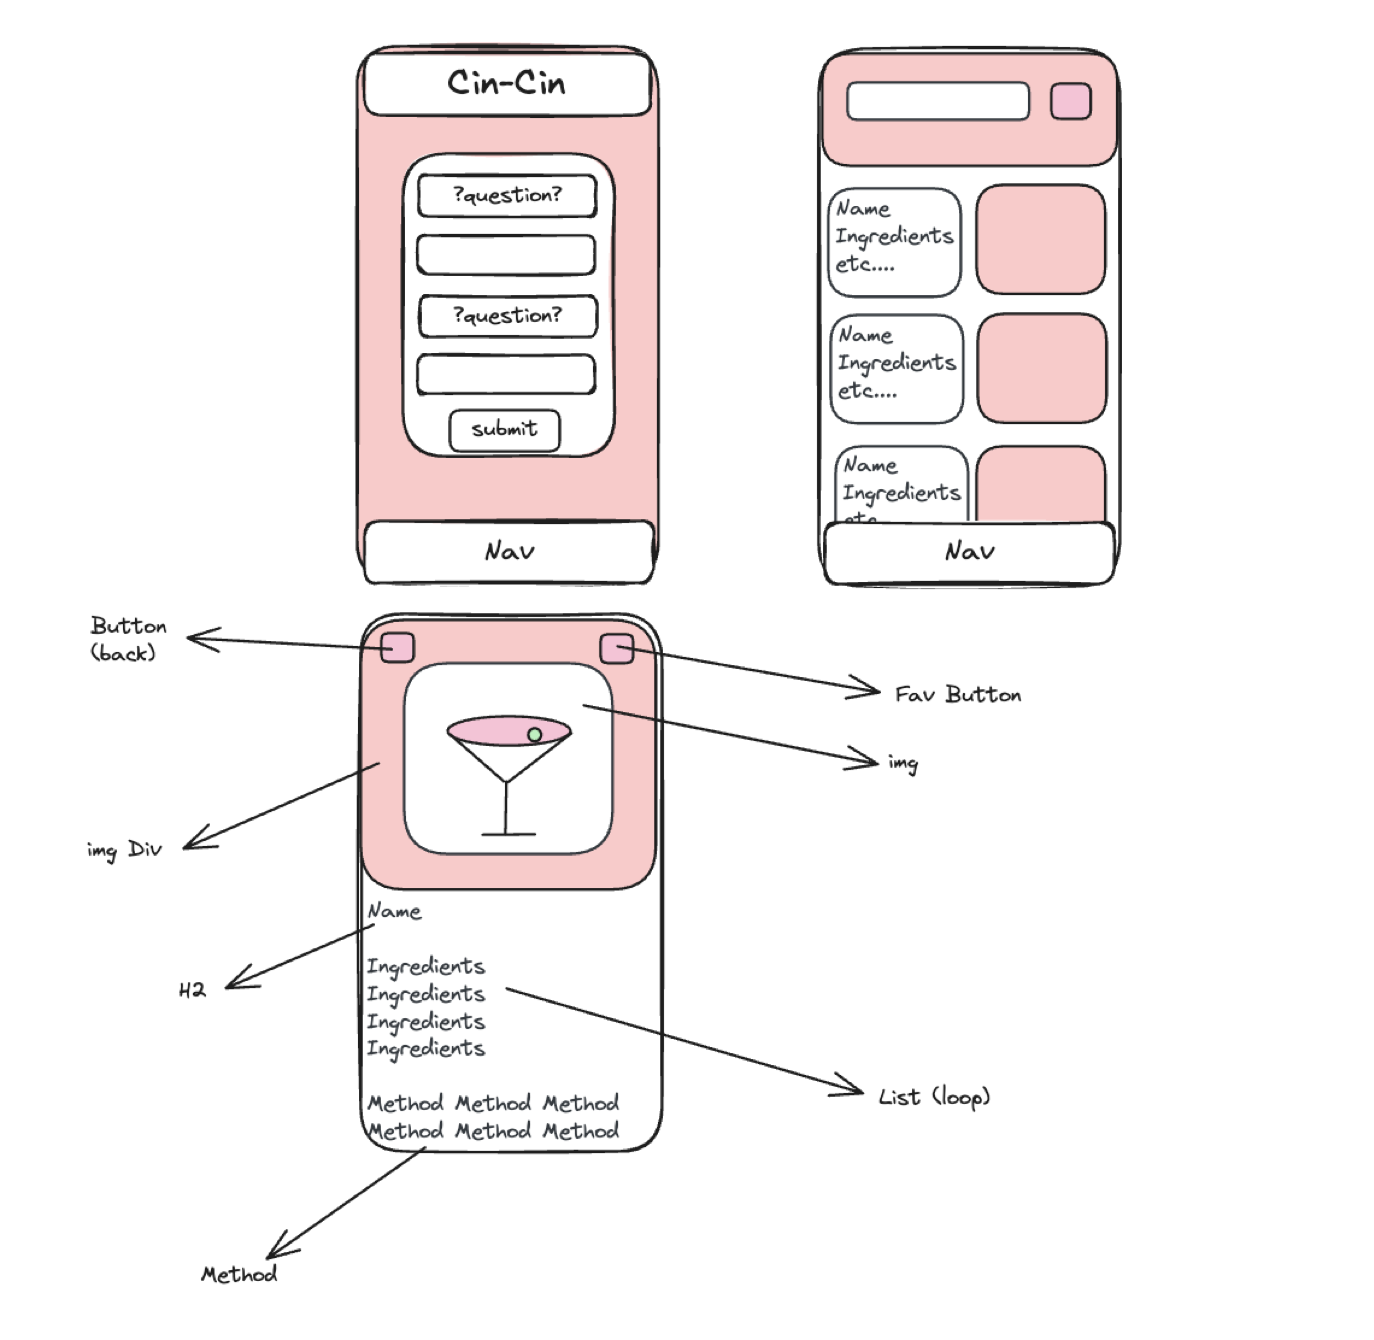 Cin-Cin
?question?
?question?
submit
Nav
Name
Ingredients
etc....
Name
Ingredients
etc....
Name
Ingredients
etc
Nav
Button
(back)
Fav Button
img
img Div
Name
H2
Ingredients
Ingredients
Ingredients
Ingredients
List (loop)
Method Method Method
Method Method Method
Method